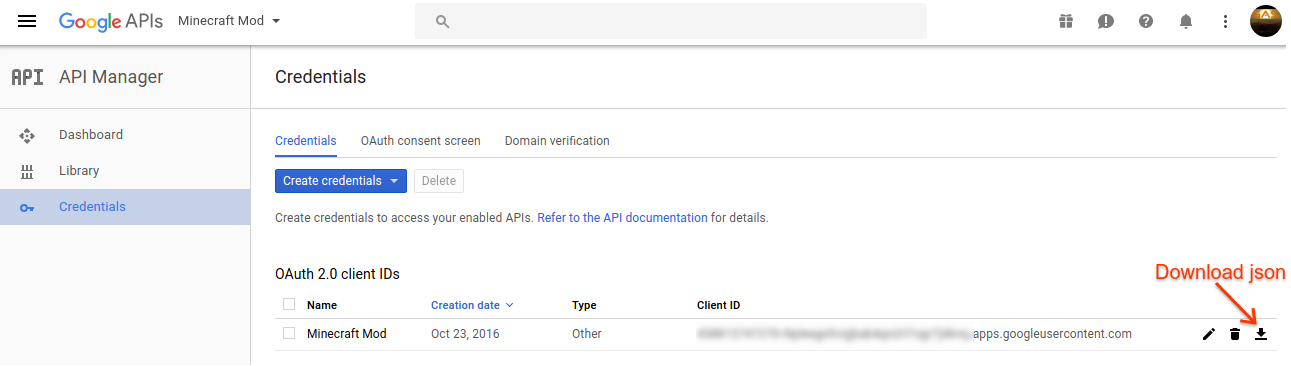 Google APIs Minecraft Mod
API API Manager
Credentials
Dashboard
Library
Credentials
Credentials OAuth consent screen Domain verification
Create credentials Delete
Create credentials to access your enabled APIs. Refer to the API documentation for details.
OAuth 2.0 client IDs
Download json
Name Creation date Type Client ID
Minecraft Mod Oct 23, 2016 Other apps.googleusercontent.com